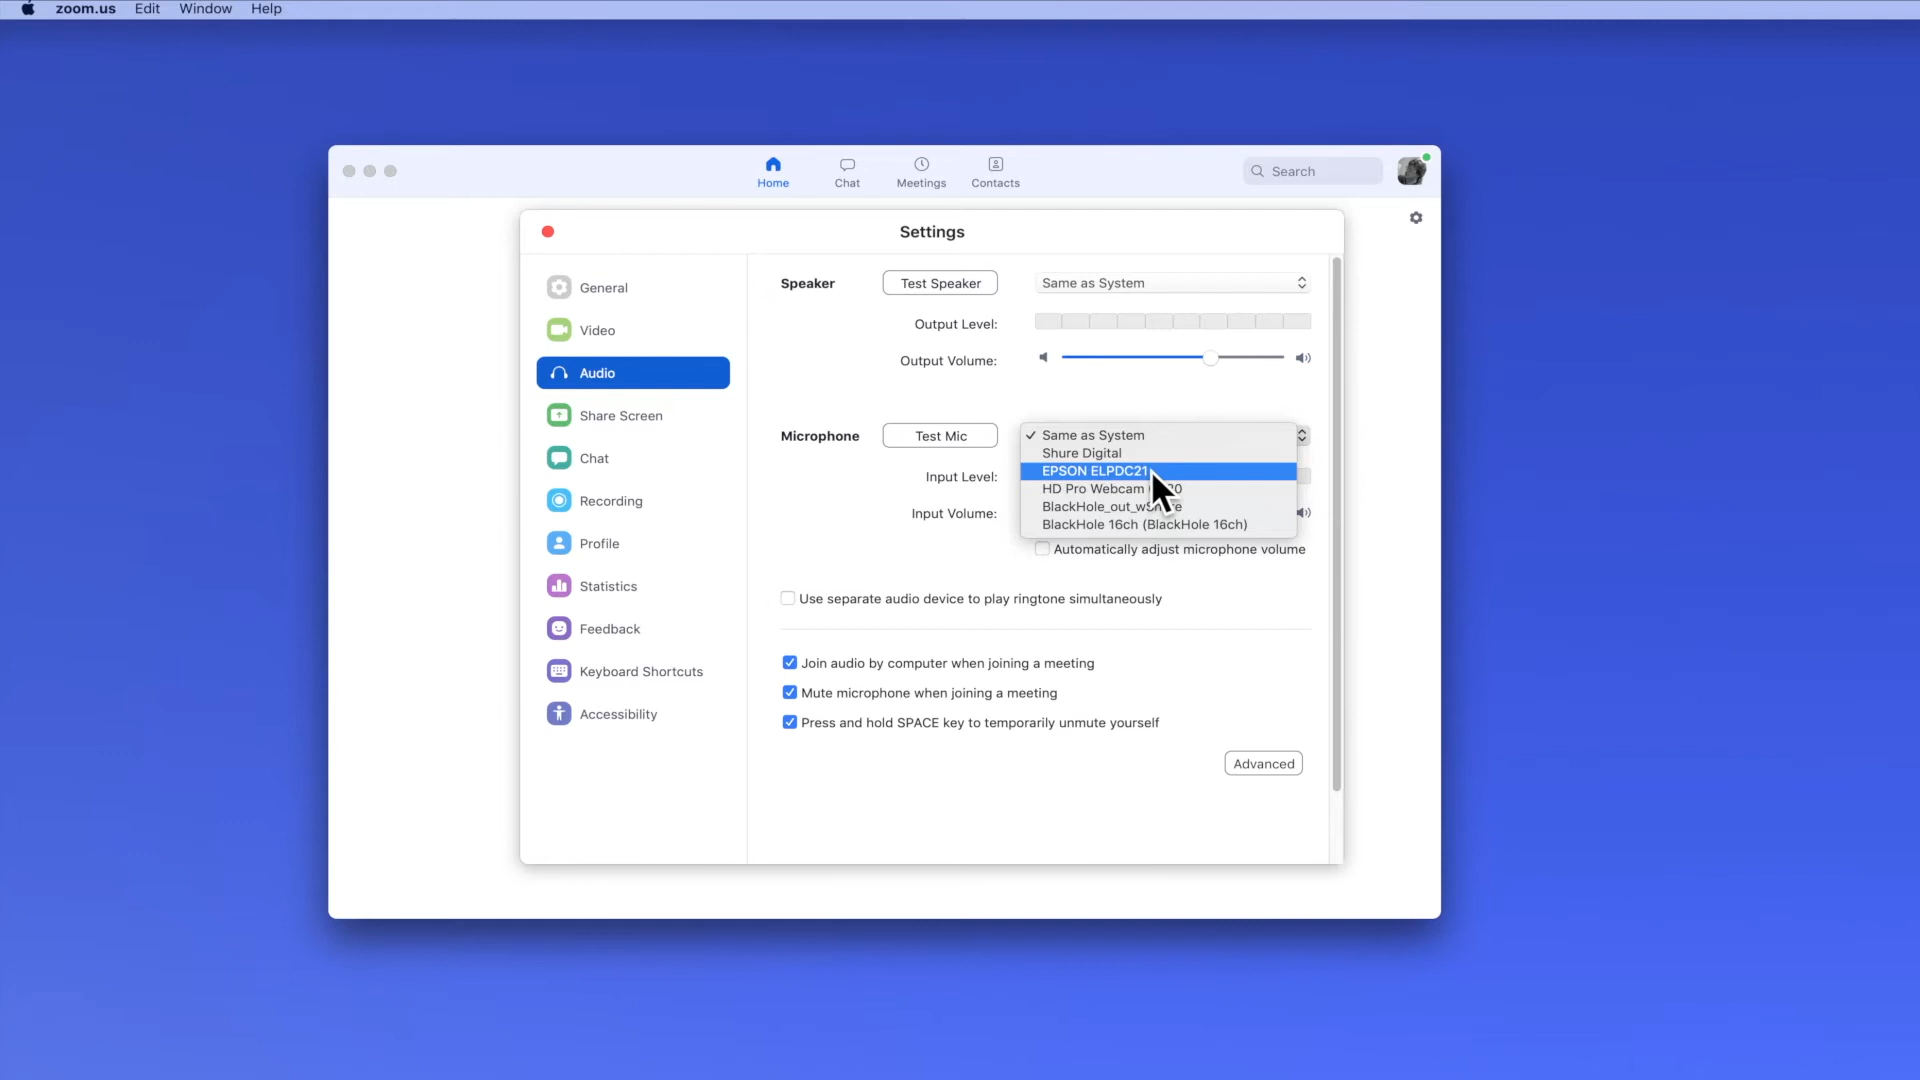 zoom.us Edit Window Help
Home Chat Meetings Contacts
Search
Settings
General
Video
Audio
Share Screen
Chat
Recording
Profile
Statistics
Feedback
Keyboard Shortcuts
Accessibility
Speaker
Test Speaker
Same as System
Output Level:
Output Volume:
Microphone
Test Mic
Same as System
Shure Digital
EPSON ELPDC21
HD Pro Webcam
BlackHole_out_wShure
BlackHole 16ch (BlackHole 16ch)
Input Level:
Input Volume:
Automatically adjust microphone volume
Use separate audio device to play ringtone simultaneously
Join audio by computer when joining a meeting
Mute microphone when joining a meeting
Press and hold SPACE key to temporarily unmute yourself
Advanced